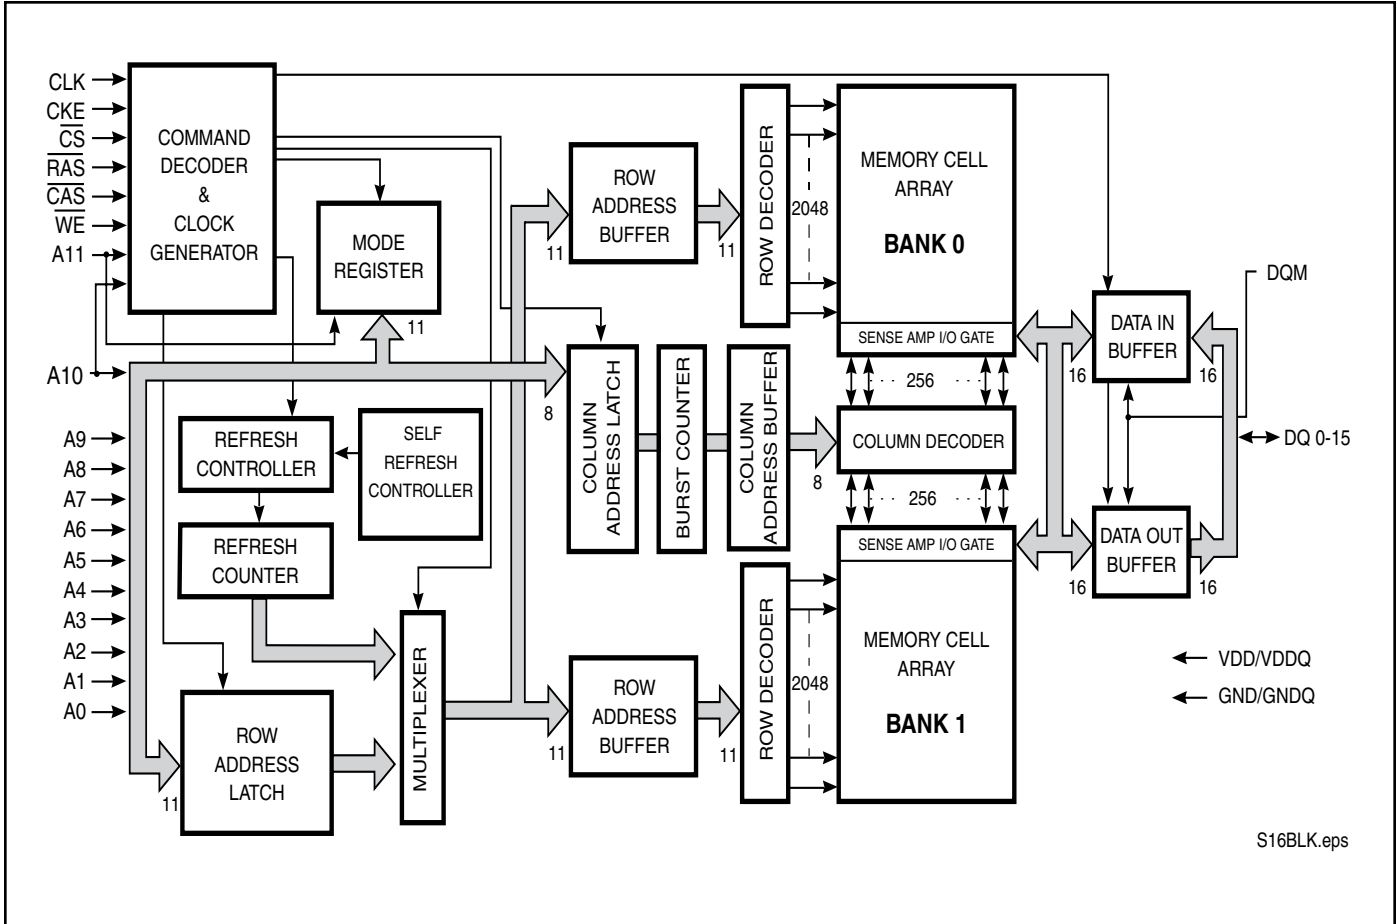 CLK
CKE
CS
RAS
CAS
WE
A11
A10
A9
A8
A7
A6
A5
A4
A3
A2
A1
A0
COMMAND
DECODER
&
CLOCK
GENERATOR
MODE
REGISTER
11
REFRESH
CONTROLLER
SELF
REFRESH
CONTROLLER
REFRESH
COUNTER
ROW
ADDRESS
LATCH
11
MULTIPLEXER
ROW
ADDRESS
BUFFER
11
11
ROW DECODER
2048
MEMORY CELL
ARRAY
BANK 0
SENSE AMP I/O GATE
256
COLUMN
ADDRESS LATCH
8
BURST COUNTER
COLUMN
ADDRESS BUFFER
8
COLUMN DECODER
256
SENSE AMP I/O GATE
MEMORY CELL
ARRAY
BANK 1
ROW
ADDRESS
BUFFER
11
11
ROW DECODER
2048
DQM
DATA IN
BUFFER
16
16
DQ 0-15
DATA OUT
BUFFER
16
16
VDD/VDDQ
GND/GNDQ
S16BLK.eps